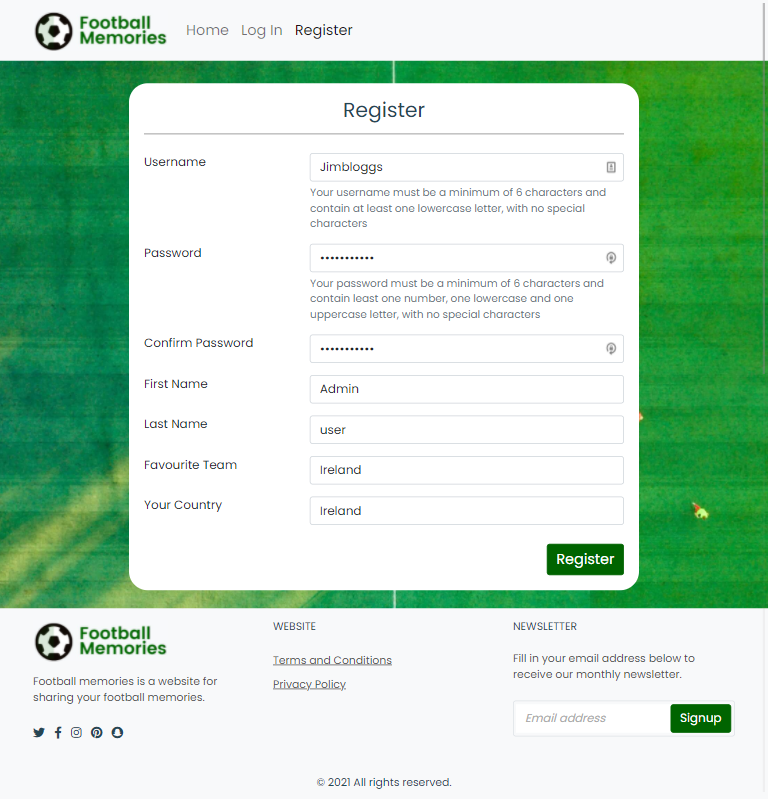 Football
Memories
Home Log In Register
Register
Username
Jimbloggs
Your username must be a minimum of 6 characters and
contain at least one lowercase letter, with no special
characters
Password
•••••••••••
Your password must be a minimum of 6 characters and
contain least one number, one lowercase and one
uppercase letter, with no special characters
Confirm Password
•••••••••••
First Name
Admin
Last Name
user
Favourite Team
Ireland
Your Country
Ireland
Register
Football
Memories
Football memories is a website for
sharing your football memories.
WEBSITE
Terms and Conditions
Privacy Policy
NEWSLETTER
Fill in your email address below to
receive our monthly newsletter.
Email address
Signup
© 2021 All rights reserved.